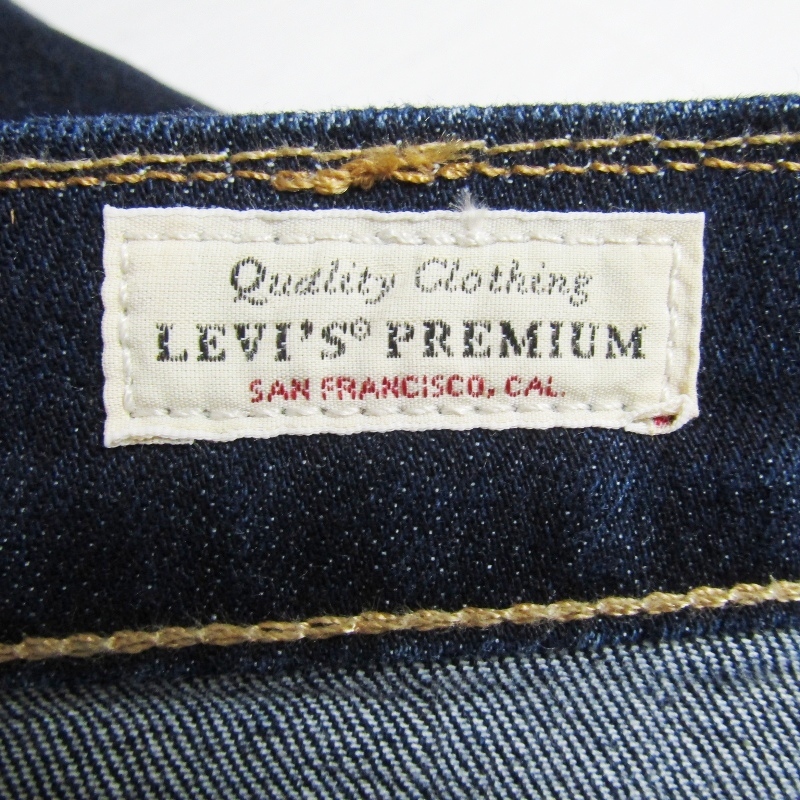 Quality Clothing
LEVI'S® PREMIUM
SAN FRANCISCO, CAL.